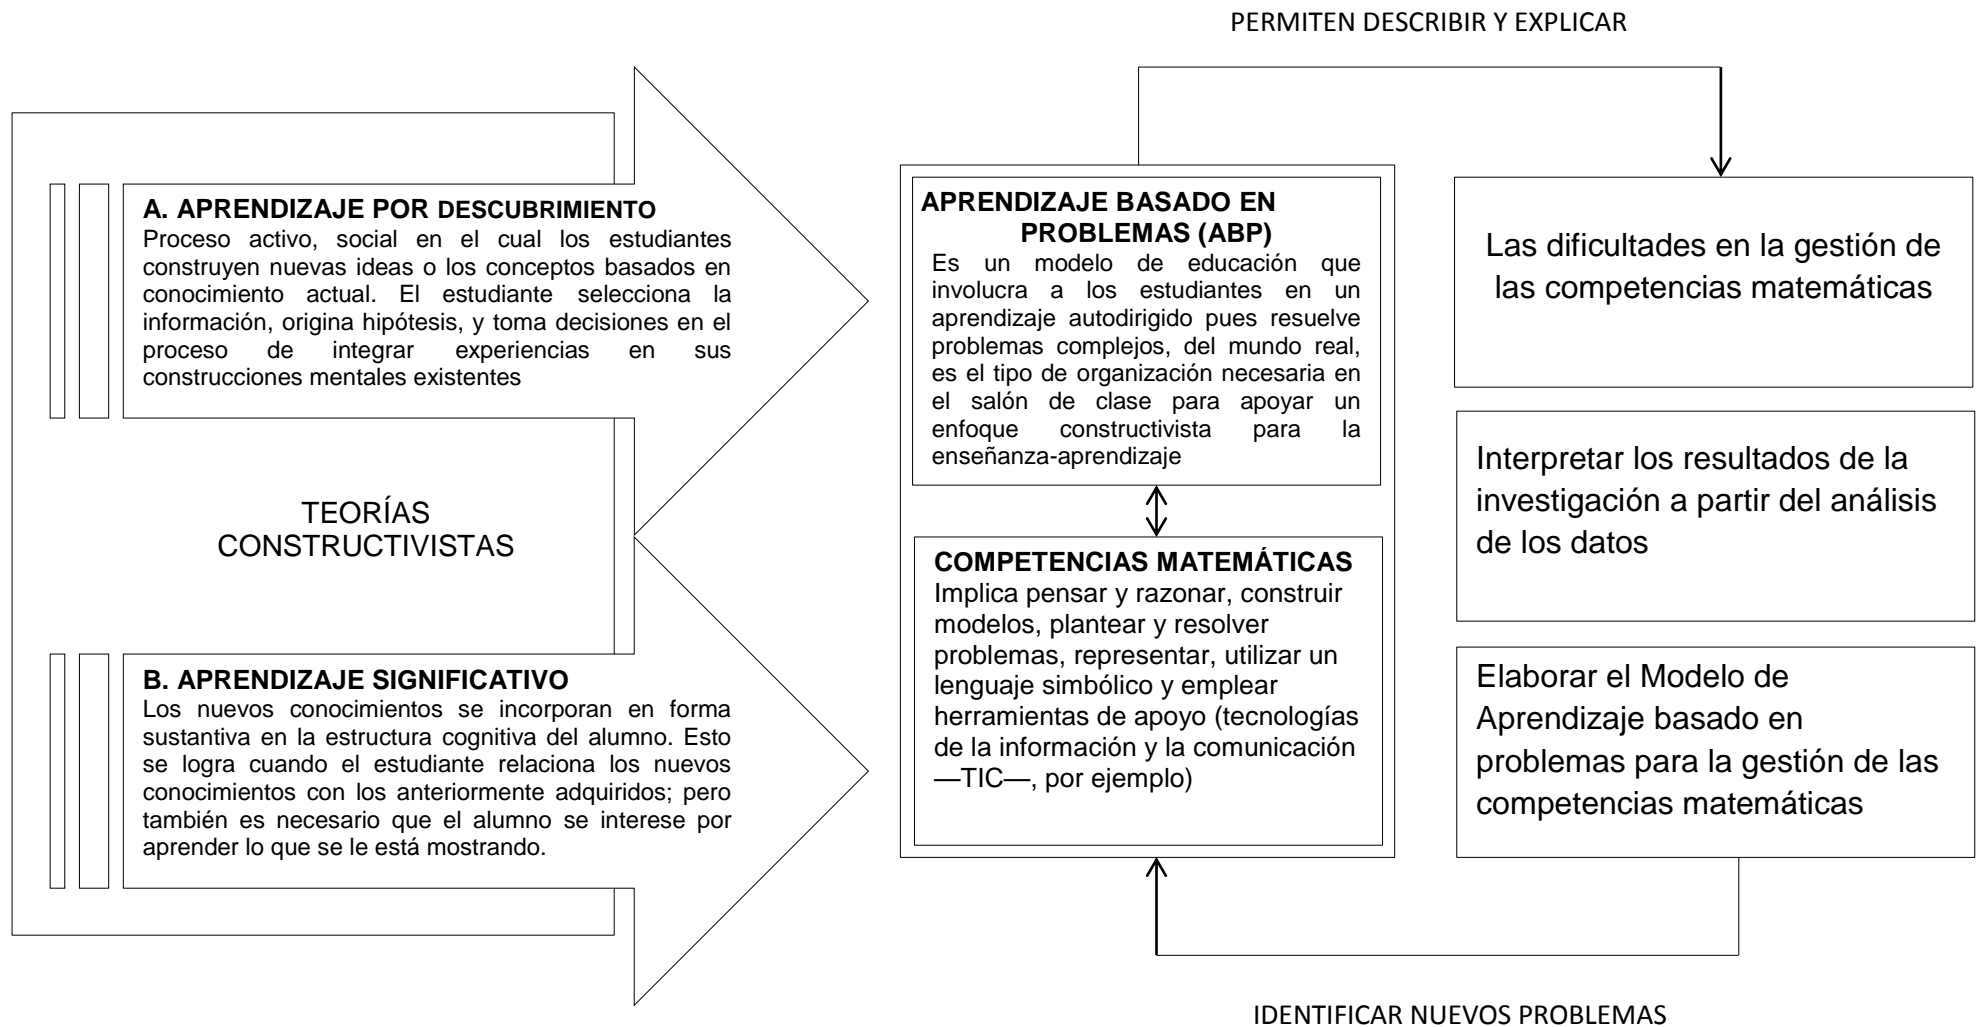 PERMITEN DESCRIBIR Y EXPLICAR
A. APRENDIZAJE POR DESCUBRIMIENTO
Proceso activo, social en el cual los estudiantes
construyen nuevas ideas o los conceptos basados en
conocimiento actual. El estudiante selecciona la
información, origina hipótesis, y toma decisiones en el
proceso de integrar experiencias en sus
construcciones mentales existentes
TEORÍAS
CONSTRUCTIVISTAS
B. APRENDIZAJE SIGNIFICATIVO
Los nuevos conocimientos se incorporan en forma
sustantiva en la estructura cognitiva del alumno. Esto
se logra cuando el estudiante relaciona los nuevos
conocimientos con los anteriormente adquiridos; pero
también es necesario que el alumno se interese por
aprender lo que se le está mostrando.
APRENDIZAJE BASADO EN
PROBLEMAS (ABP)
Es un modelo de educación que
involucra a los estudiantes en un
aprendizaje autodirigido pues resuelve
problemas complejos, del mundo real,
es el tipo de organización necesaria en
el salón de clase para apoyar un
enfoque constructivista para la
enseñanza-aprendizaje
COMPETENCIAS MATEMÁTICAS
Implica pensar y razonar, construir
modelos, plantear y resolver
problemas, representar, utilizar un
lenguaje simbólico y emplear
herramientas de apoyo (tecnologías
de la información y la comunicación
—TIC—, por ejemplo)
Las dificultades en la gestión de
las competencias matemáticas
Interpretar los resultados de la
investigación a partir del análisis
de los datos
Elaborar el Modelo de
Aprendizaje basado en
problemas para la gestión de las
competencias matemáticas
IDENTIFICAR NUEVOS PROBLEMAS